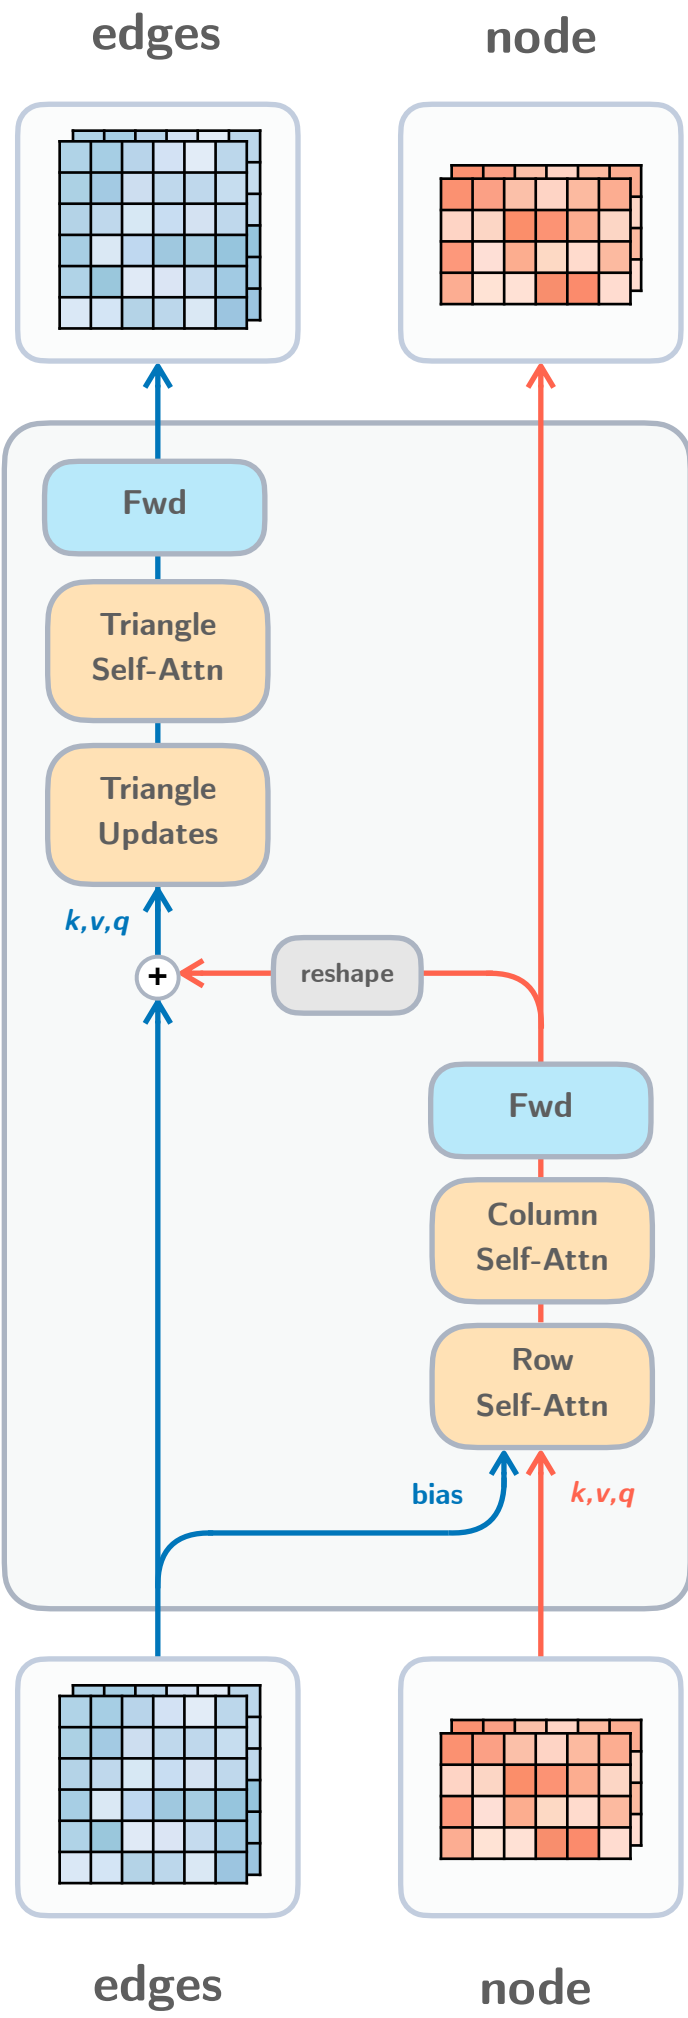 edges
node
Fwd
Triangle
Self-Attn
Triangle
Updates
k,v,q
+
reshape
Fwd
Column
Self-Attn
Row
Self-Attn
bias
k,v,q
edges
node